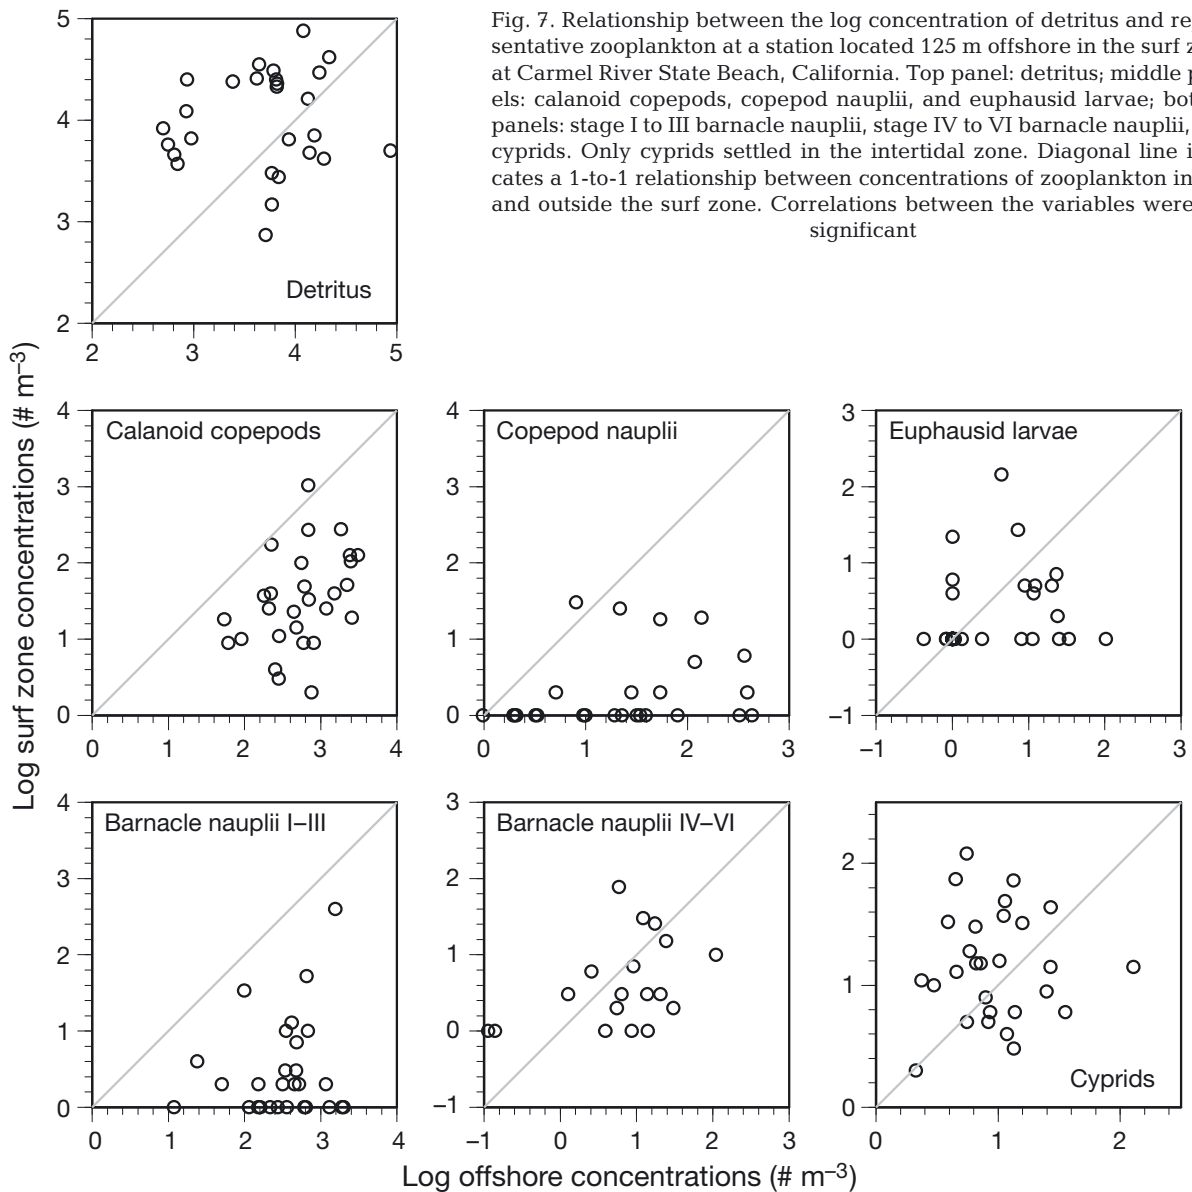 Fig. 7. Relationship between the log concentration of detritus and re
sentative zooplankton at a station located 125 m offshore in the surf
at Carmel River State Beach, California. Top panel: detritus; middle
els: calanoid copepods, copepod nauplii, and euphausid larvae; bot
panels: stage I to III barnacle nauplii, stage IV to VI barnacle nauplii,
cyprids. Only cyprids settled in the intertidal zone. Diagonal line i
cates a 1-to-1 relationship between concentrations of zooplankton in
and outside the surf zone. Correlations between the variables were
significant
5
4
3
2
Detritus
2 3 4 5
Log surf zone concentrations (# m–3)
4
3
2
1
0
Calanoid copepods
0 1 2 3 4
4
3
2
1
0
Copepod nauplii
0 1 2 3
3
2
1
0
–1
Euphausid larvae
–1 0 1 2 3
4
3
2
1
0
Barnacle nauplii I–III
0 1 2 3 4
3
2
1
0
–1
Barnacle nauplii IV–VI
–1 0 1 2 3
2
1
0
Cyprids
0 1 2
Log offshore concentrations (# m–3)